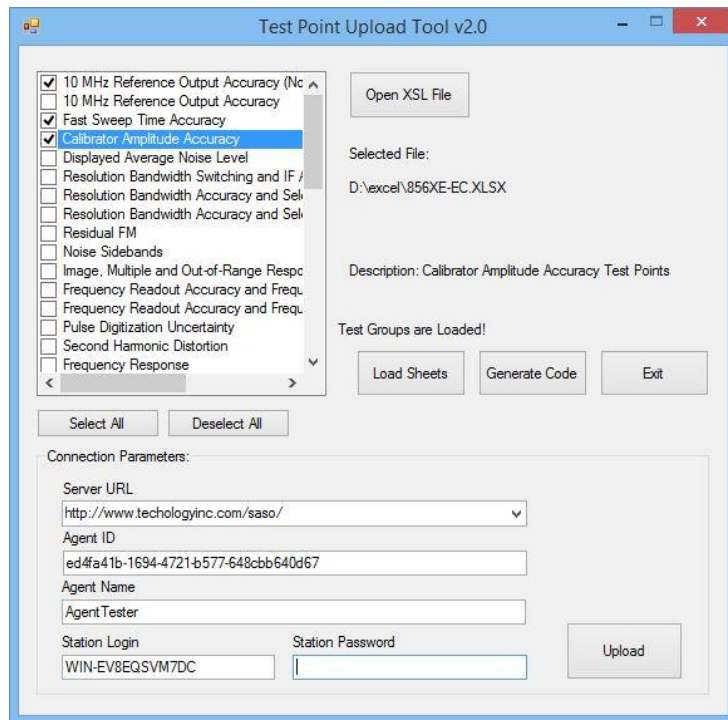 Test Point Upload Tool v2.0
10 MHz Reference Output Accuracy (No
10 MHz Reference Output Accuracy
Fast Sweep Time Accuracy
Calibrator Amplitude Accuracy
Displayed Average Noise Level
Resolution Bandwidth Switching and IF A
Resolution Bandwidth Accuracy and Sele
Resolution Bandwidth Accuracy and Sele
Residual FM
Noise Sidebands
Image, Multiple and Out-of-Range Respo
Frequency Readout Accuracy and Frequ
Frequency Readout Accuracy and Frequ
Pulse Digitization Uncertainty
Second Harmonic Distortion
Frequency Response
Open XSL File
Selected File:
D:\excel\856XE-EC.XLSX
Description: Calibrator Amplitude Accuracy Test Points
Test Groups are Loaded!
Load Sheets
Generate Code
Exit
Select All
Deselect All
Connection Parameters:
Server URL
http://www.techologyinc.com/saso/
Agent ID
ed4fa41b-1694-4721-b577-648cbb640d67
Agent Name
AgentTester
Station Login
Station Password
WIN-EV8EQSVM7DC
Upload